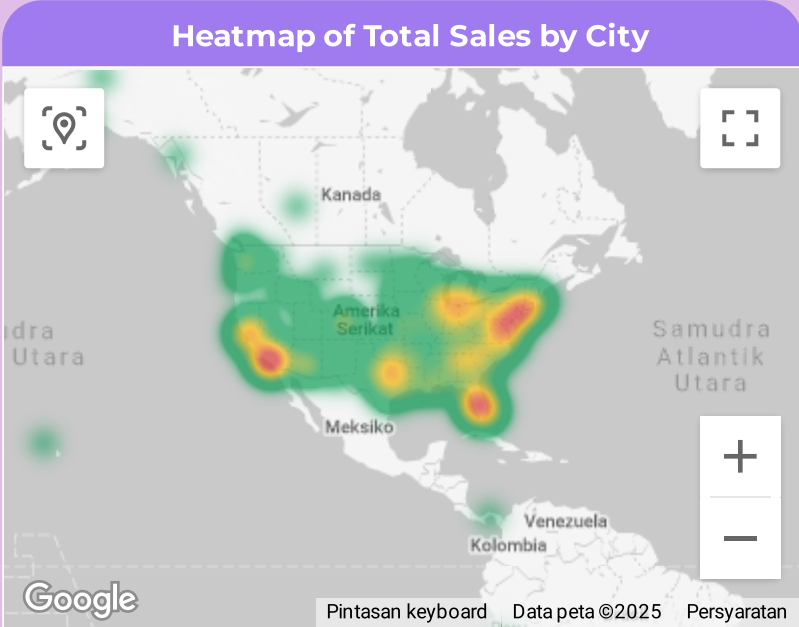 Heatmap of Total Sales by City
Kanada
Amerika
Serikat
udra
Utara
Samudra
Atlantik
Utara
Meksiko
Venezuela
Kolombia
Google
Pintasan keyboard Data peta ©2025 Persyaratan